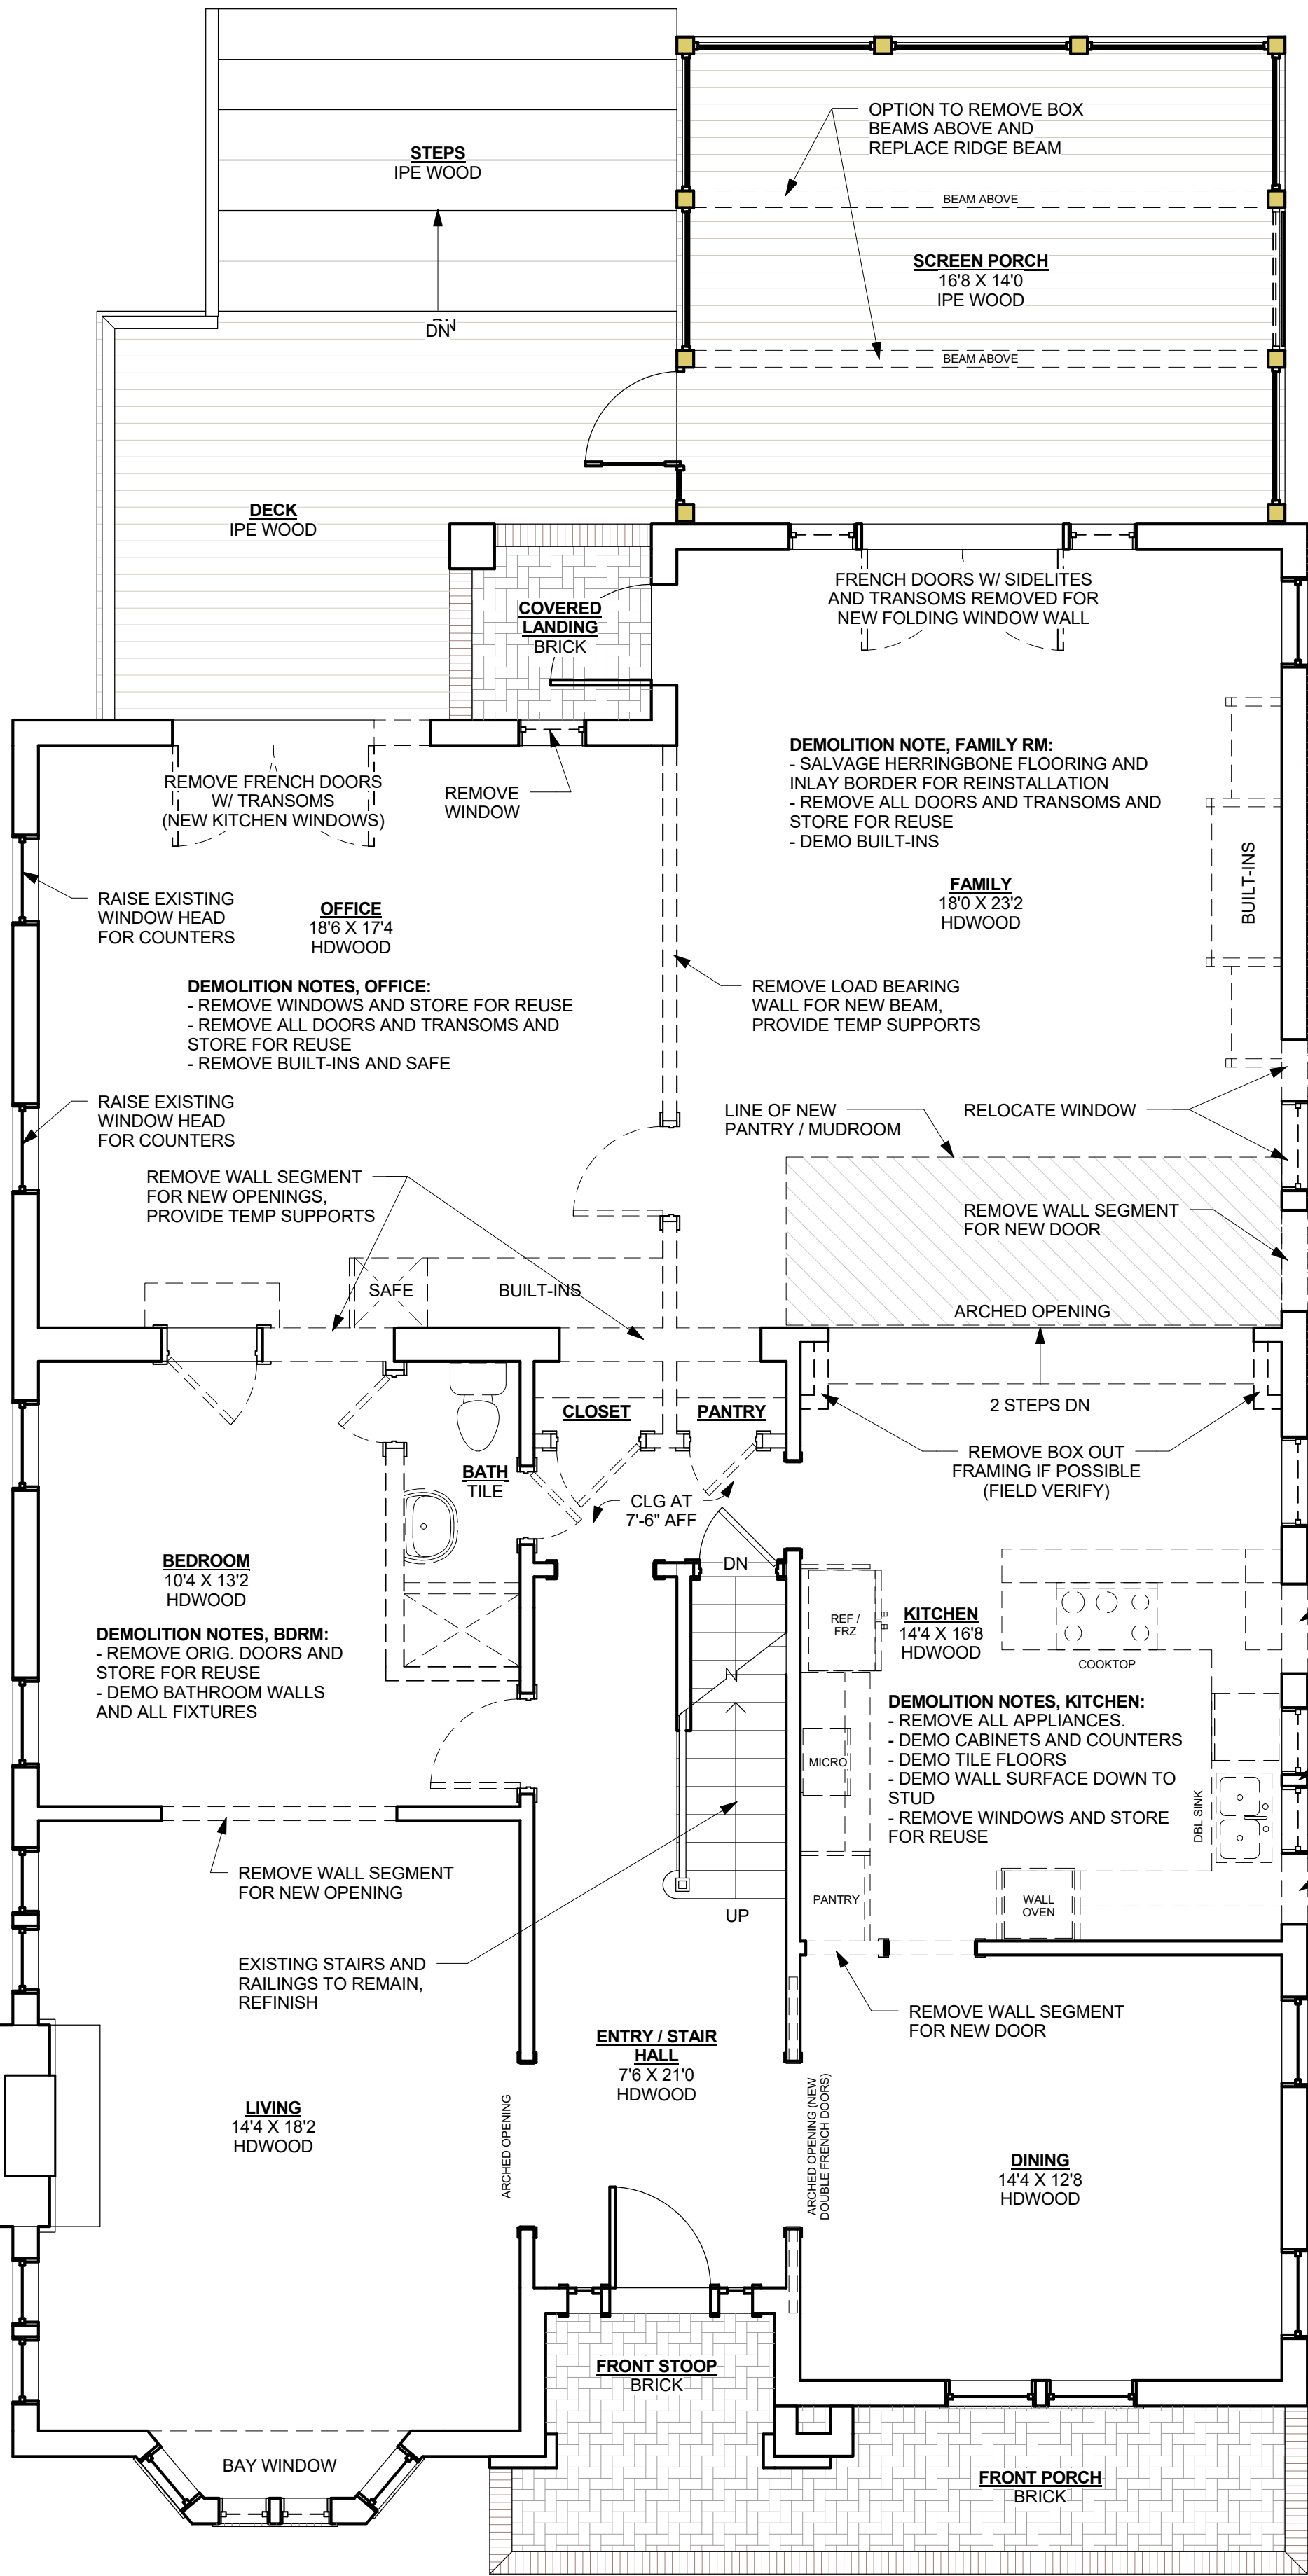 STEPS
IPE WOOD
DN
DN
OPTION TO REMOVE BOX
BEAMS ABOVE AND
REPLACE RIDGE BEAM
BEAM ABOVE
SCREEN PORCH
16'8 X 14'0
IPE WOOD
BEAM ABOVE
DECK
IPE WOOD
COVERED
LANDING
BRICK
FRENCH DOORS W/ SIDELITES
AND TRANSOMS REMOVED FOR
NEW FOLDING WINDOW WALL
REMOVE FRENCH DOORS
W/ TRANSOMS
(NEW KITCHEN WINDOWS)
REMOVE
WINDOW
DEMOLITION NOTE, FAMILY RM:
- SALVAGE HERRINGBONE FLOORING AND
INLAY BORDER FOR REINSTALLATION
- REMOVE ALL DOORS AND TRANSOMS AND
STORE FOR REUSE
- DEMO BUILT-INS
BUILT-INS
FAMILY
18'0 X 23'2
HDWOOD
RAISE EXISTING
WINDOW HEAD
FOR COUNTERS
OFFICE
18'6 X 17'4
HDWOOD
DEMOLITION NOTES, OFFICE:
- REMOVE WINDOWS AND STORE FOR REUSE
- REMOVE ALL DOORS AND TRANSOMS AND
STORE FOR REUSE
- REMOVE BUILT-INS AND SAFE
REMOVE LOAD BEARING
WALL FOR NEW BEAM,
PROVIDE TEMP SUPPORTS
RAISE EXISTING
WINDOW HEAD
FOR COUNTERS
LINE OF NEW
PANTRY / MUDROOM
RELOCATE WINDOW
REMOVE WALL SEGMENT
FOR NEW OPENINGS,
PROVIDE TEMP SUPPORTS
REMOVE WALL SEGMENT
FOR NEW DOOR
SAFE
BUILT-INS
ARCHED OPENING
2 STEPS DN
CLOSET
PANTRY
REMOVE BOX OUT
FRAMING IF POSSIBLE
(FIELD VERIFY)
BATH
TILE
CLG AT
7'-6" AFF
DN
BEDROOM
10'4 X 13'2
HDWOOD
DEMOLITION NOTES, BDRM:
- REMOVE ORIG. DOORS AND
STORE FOR REUSE
- DEMO BATHROOM WALLS
AND ALL FIXTURES
REF /
FRZ
KITCHEN
14'4 X 16'8
HDWOOD
COOKTOP
DEMOLITION NOTES, KITCHEN:
- REMOVE ALL APPLIANCES.
- DEMO CABINETS AND COUNTERS
- DEMO TILE FLOORS
- DEMO WALL SURFACE DOWN TO
STUD
- REMOVE WINDOWS AND STORE
FOR REUSE
MICRO
DBL SINK
PANTRY
WALL
OVEN
REMOVE WALL SEGMENT
FOR NEW OPENING
UP
EXISTING STAIRS AND
RAILINGS TO REMAIN,
REFINISH
REMOVE WALL SEGMENT
FOR NEW DOOR
ENTRY / STAIR
HALL
7'6 X 21'0
HDWOOD
LIVING
14'4 X 18'2
HDWOOD
ARCHED OPENING
ARCHED OPENING (NEW
DOUBLE FRENCH DOORS)
DINING
14'4 X 12'8
HDWOOD
FRONT STOOP
BRICK
BAY WINDOW
FRONT PORCH
BRICK